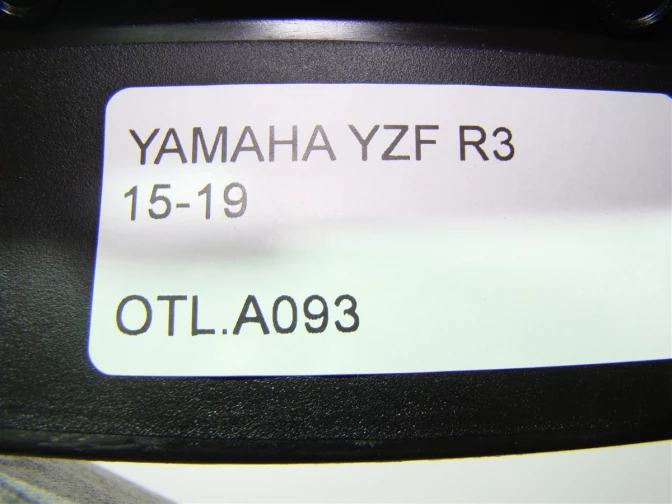 YAMAHA YZF R3
15-19
OTL.A093